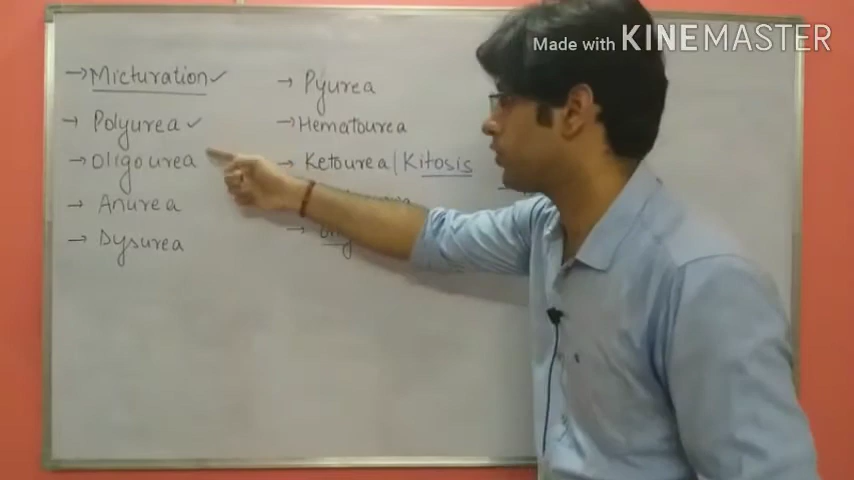 Made with KINEMASTER
→ Micturation ✓
→ Polyurea ✓
→ Oligourea
→ Anurea
→ Dysurea
→ Pyurea
→ Hematourea
→ Ketourea / Kitosis